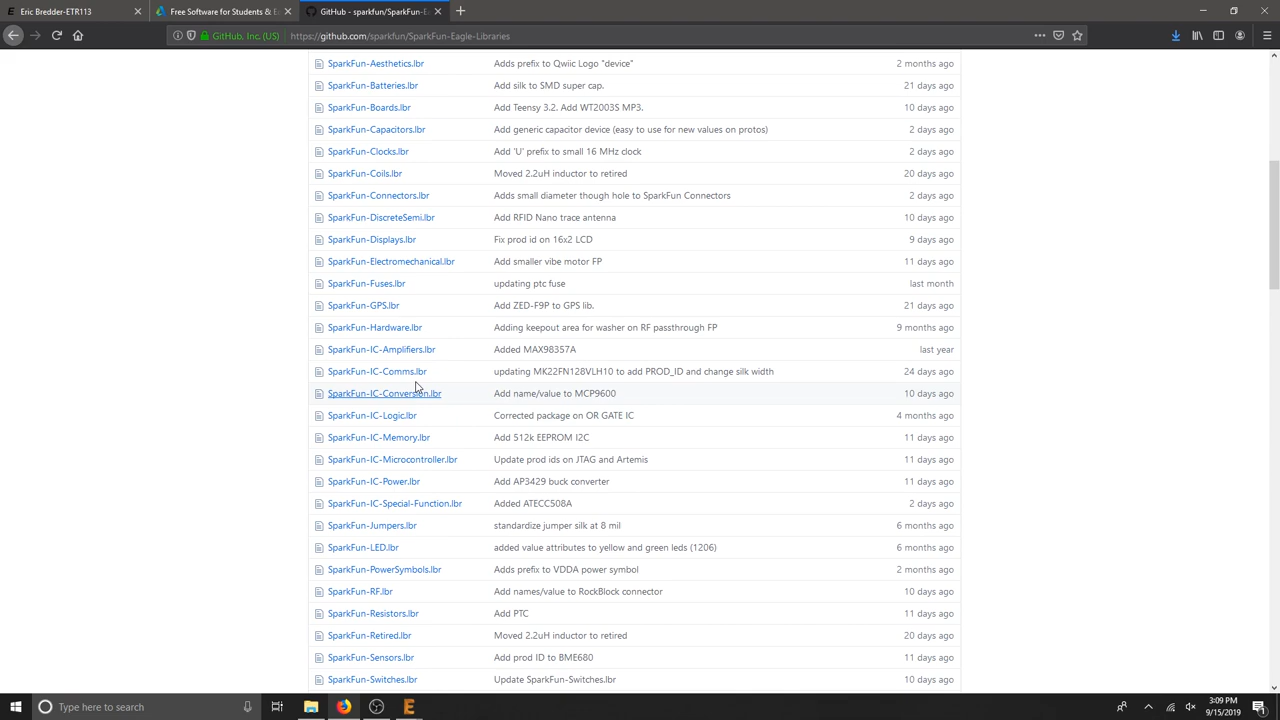 Eric Bredder-ETR113
Free Software for Students & E
GitHub - sparkfun/SparkFun-E
GitHub, Inc. (US)
https://github.com/sparkfun/SparkFun-Eagle-Libraries
SparkFun-Aesthetics.lbr Adds prefix to Qwiic Logo "device" 2 months ago
SparkFun-Batteries.lbr Add silk to SMD super cap. 21 days ago
SparkFun-Boards.lbr Add Teensy 3.2. Add WT2003S MP3. 10 days ago
SparkFun-Capacitors.lbr Add generic capacitor device (easy to use for new values on protos) 2 days ago
SparkFun-Clocks.lbr Add 'U' prefix to small 16 MHz clock 2 days ago
SparkFun-Coils.lbr Moved 2.2uH inductor to retired 20 days ago
SparkFun-Connectors.lbr Adds small diameter though hole to SparkFun Connectors 2 days ago
SparkFun-DiscreteSemi.lbr Add RFID Nano trace antenna 10 days ago
SparkFun-Displays.lbr Fix prod id on 16x2 LCD 9 days ago
SparkFun-Electromechanical.lbr Add smaller vibe motor FP 11 days ago
SparkFun-Fuses.lbr updating ptc fuse last month
SparkFun-GPS.lbr Add ZED-F9P to GPS lib. 21 days ago
SparkFun-Hardware.lbr Adding keepout area for washer on RF passthrough FP 9 months ago
SparkFun-IC-Amplifiers.lbr Added MAX98357A last year
SparkFun-IC-Comms.lbr updating MK22FN128VLH10 to add PROD_ID and change silk width 24 days ago
SparkFun-IC-Conversion.lbr Add name/value to MCP9600 10 days ago
SparkFun-IC-Logic.lbr Corrected package on OR GATE IC 4 months ago
SparkFun-IC-Memory.lbr Add 512k EEPROM I2C 11 days ago
SparkFun-IC-Microcontroller.lbr Update prod ids on JTAG and Artemis 11 days ago
SparkFun-IC-Power.lbr Add AP3429 buck converter 11 days ago
SparkFun-IC-Special-Function.lbr Added ATECC508A 2 days ago
SparkFun-Jumpers.lbr standardize jumper silk at 8 mil 6 months ago
SparkFun-LED.lbr added value attributes to yellow and green leds (1206) 6 months ago
SparkFun-PowerSymbols.lbr Adds prefix to VDDA power symbol 2 months ago
SparkFun-RF.lbr Add names/value to RockBlock connector 10 days ago
SparkFun-Resistors.lbr Add PTC 11 days ago
SparkFun-Retired.lbr Moved 2.2uH inductor to retired 20 days ago
SparkFun-Sensors.lbr Add prod ID to BME680 11 days ago
SparkFun-Switches.lbr Update SparkFun-Switches.lbr 10 days ago
Type here to search
3:09 PM
9/15/2019